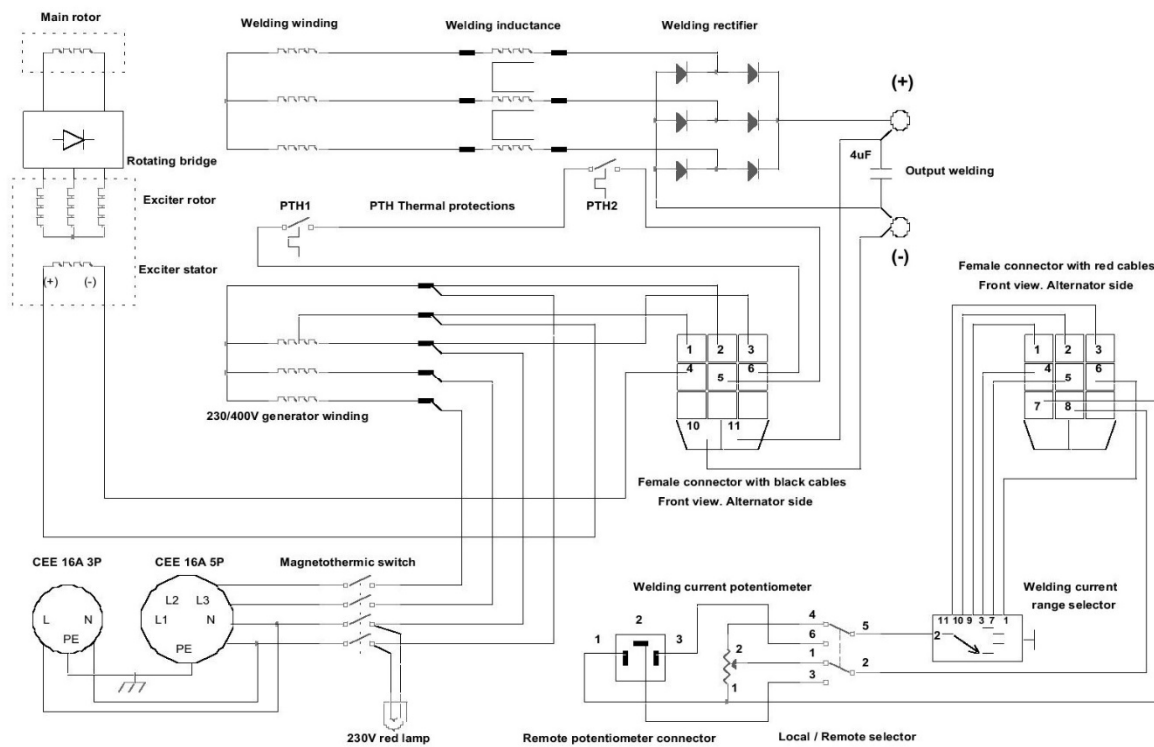 Main rotor
Welding winding
Welding inductance
Welding rectifier
(+)
Rotating bridge
4uF
Output welding
Exciter rotor
PTH1
PTH Thermal protections
PTH2
(-)
(+)
(-)
Exciter stator
Female connector with red cables
Front view. Alternator side
1
2
3
4
5
6
10
11
1
2
3
4
5
6
7
8
230/400V generator winding
Female connector with black cables
Front view. Alternator side
CEE 16A 3P
CEE 16A 5P
Magnetothermic switch
L
N
PE
L2
L3
L1
N
PE
230V red lamp
Welding current potentiometer
Welding current
range selector
2
1
3
2
1
4
6
1
3
5
2
11
10
9
3
7
1
2
Remote potentiometer connector
Local / Remote selector